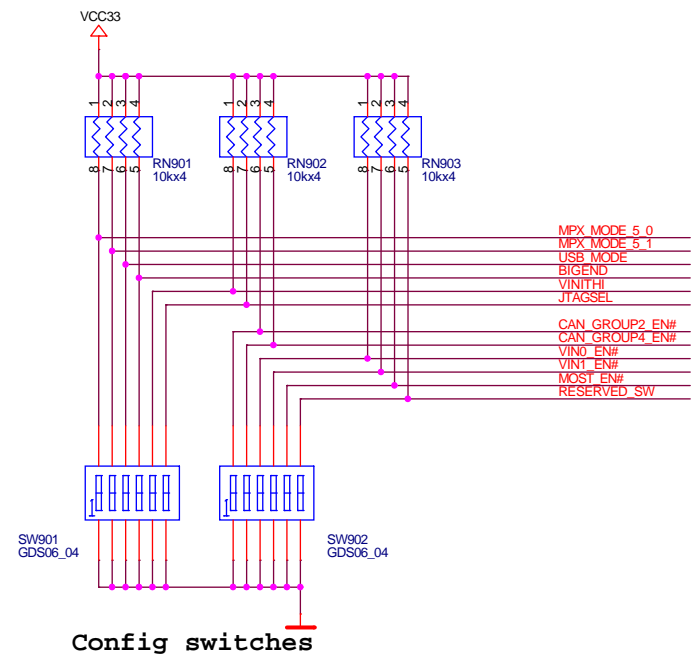 VCC33
1 2 3 4 1 2 3 4 1 2 3 4
8 7 6 5 8 7 6 5 8 7 6 5
RN901
10kx4
RN902
10kx4
RN903
10kx4
MPX_MODE_5_0
MPX_MODE_5_1
USB_MODE
BIGEND
VINITHI
JTAGSEL
CAN_GROUP2_EN#
CAN_GROUP4_EN#
VIN0_EN#
VIN1_EN#
MOST_EN#
RESERVED_SW
1 1
SW901
GDS06_04
SW902
GDS06_04
Config switches